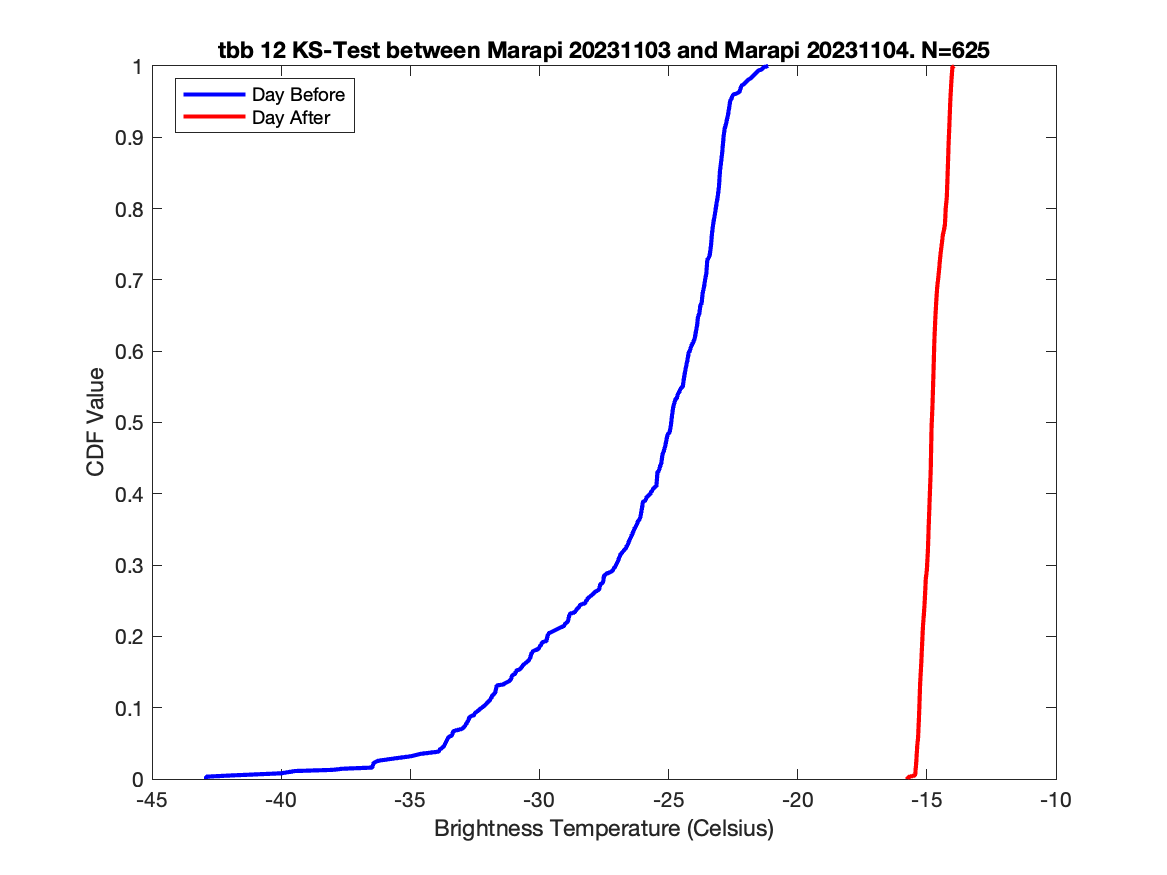 tbb 12 KS-Test between Marapi 20231103 and Marapi 20231104. N=625
Day Before
Day After
1
0.9
0.8
0.7
0.6
0.5
0.4
0.3
0.2
0.1
0
CDF Value
-45 -40 -35 -30 -25 -20 -15 -10
Brightness Temperature (Celsius)